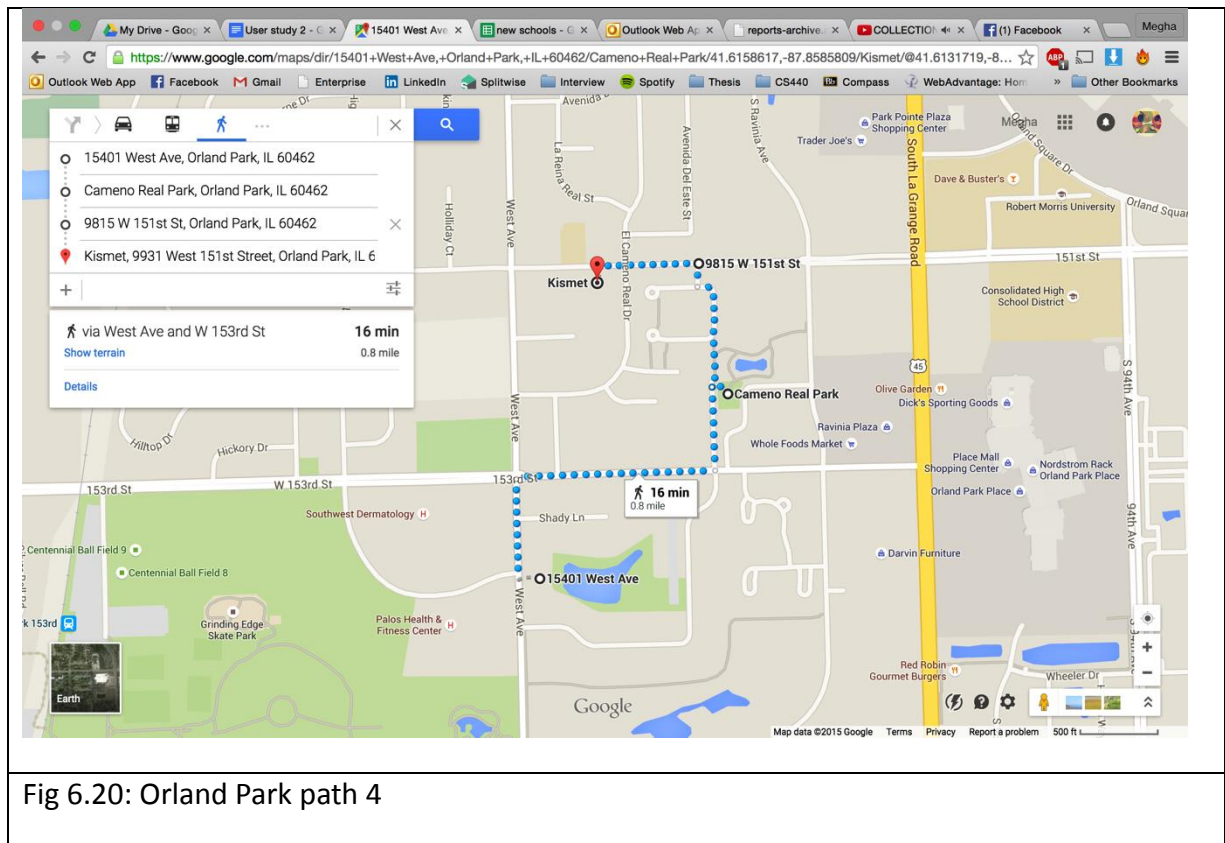 My Drive - Goog ×
User study 2 - G ×
15401 West Ave ×
new schools - G ×
Outlook Web Ap ×
reports-archive. ×
COLLECTION ×
(1) Facebook ×
Megha
https://www.google.com/maps/dir/15401+West+Ave,+Orland+Park,+IL+60462/Cameno+Real+Park/41.6158617,-87.8585809/Kismet/@41.6131719,-8...
ABP
Outlook Web App
Facebook
M Gmail
Enterprise
LinkedIn
Splitwise
Interview
Spotify
Thesis
CS440
Compass
WebAdvantage: Hom
»
Other Bookmarks
15401 West Ave, Orland Park, IL 60462
Cameno Real Park, Orland Park, IL 60462
9815 W 151st St, Orland Park, IL 60462
Kismet, 9931 West 151st Street, Orland Park, IL 6
via West Ave and W 153rd St
16 min
Show terrain
0.8 mile
Details
Avenida
La Reina
Real St
Avenida Del Este St
S Ravinia Ave
Park Pointe Plaza
Shopping Center
Trader Joe's
Megha
Orland Square Dr
Dave & Buster's
Robert Morris University
Orland Squar
South La Grange Road
Holliday Ct
West Ave
El Cameno Real Dr
9815 W 151st St
151st St
Kismet
Consolidated High
School District
45
Cameno Real Park
Olive Garden
Dick's Sporting Goods
S 94th Ave
West Ave
Ravinia Plaza
Whole Foods Market
Hilltop Dr
Hickory Dr
Place Mall
Shopping Center
Nordstrom Rack
Orland Park Place
Orland Park Place
153rd St
W 153rd St
153rd St
16 min
0.8 mile
Southwest Dermatology
Shady Ln
94th Ave
Centennial Ball Field 9
Centennial Ball Field 8
Darvin Furniture
15401 West Ave
West Ave
k 153rd
Grinding Edge
Skate Park
Palos Health &
Fitness Center
S 94th Ave
Red Robin
Gourmet Burgers
Wheeler Dr
Earth
Google
Map data ©2015 Google
Terms
Privacy
Report a problem
500 ft
Fig 6.20: Orland Park path 4